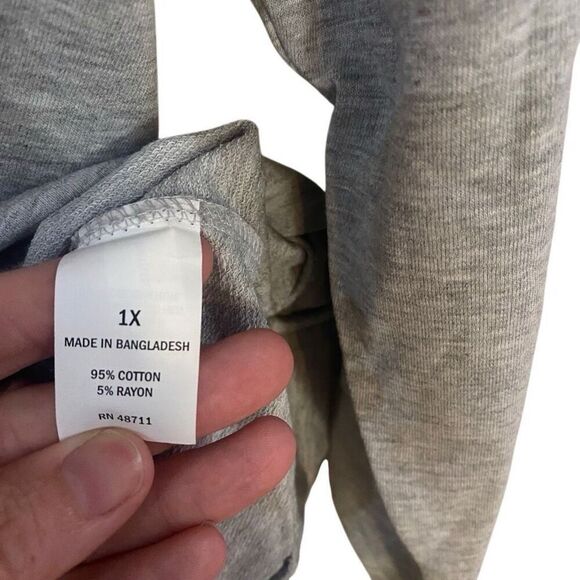 1X
MADE IN BANGLADESH
95% COTTON
5% RAYON
RN 48711